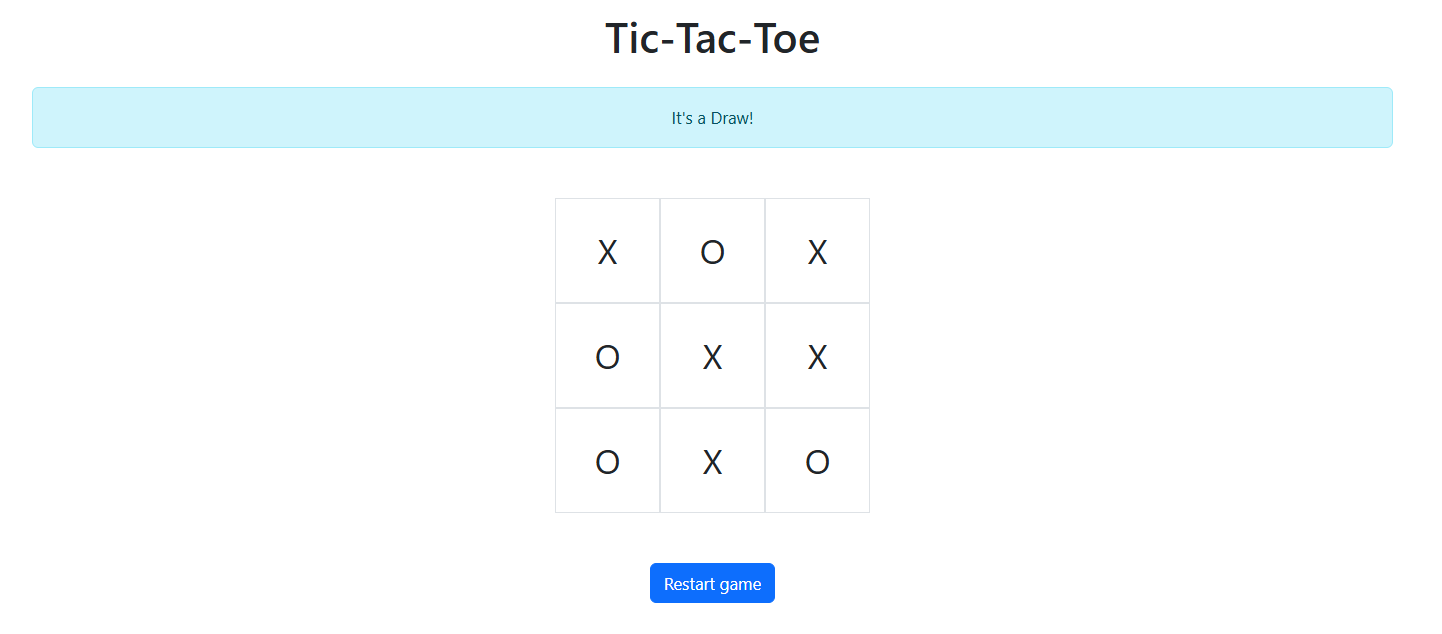 Tic-Tac-Toe
It's a Draw!
X O X
O X X
O X O
Restart game